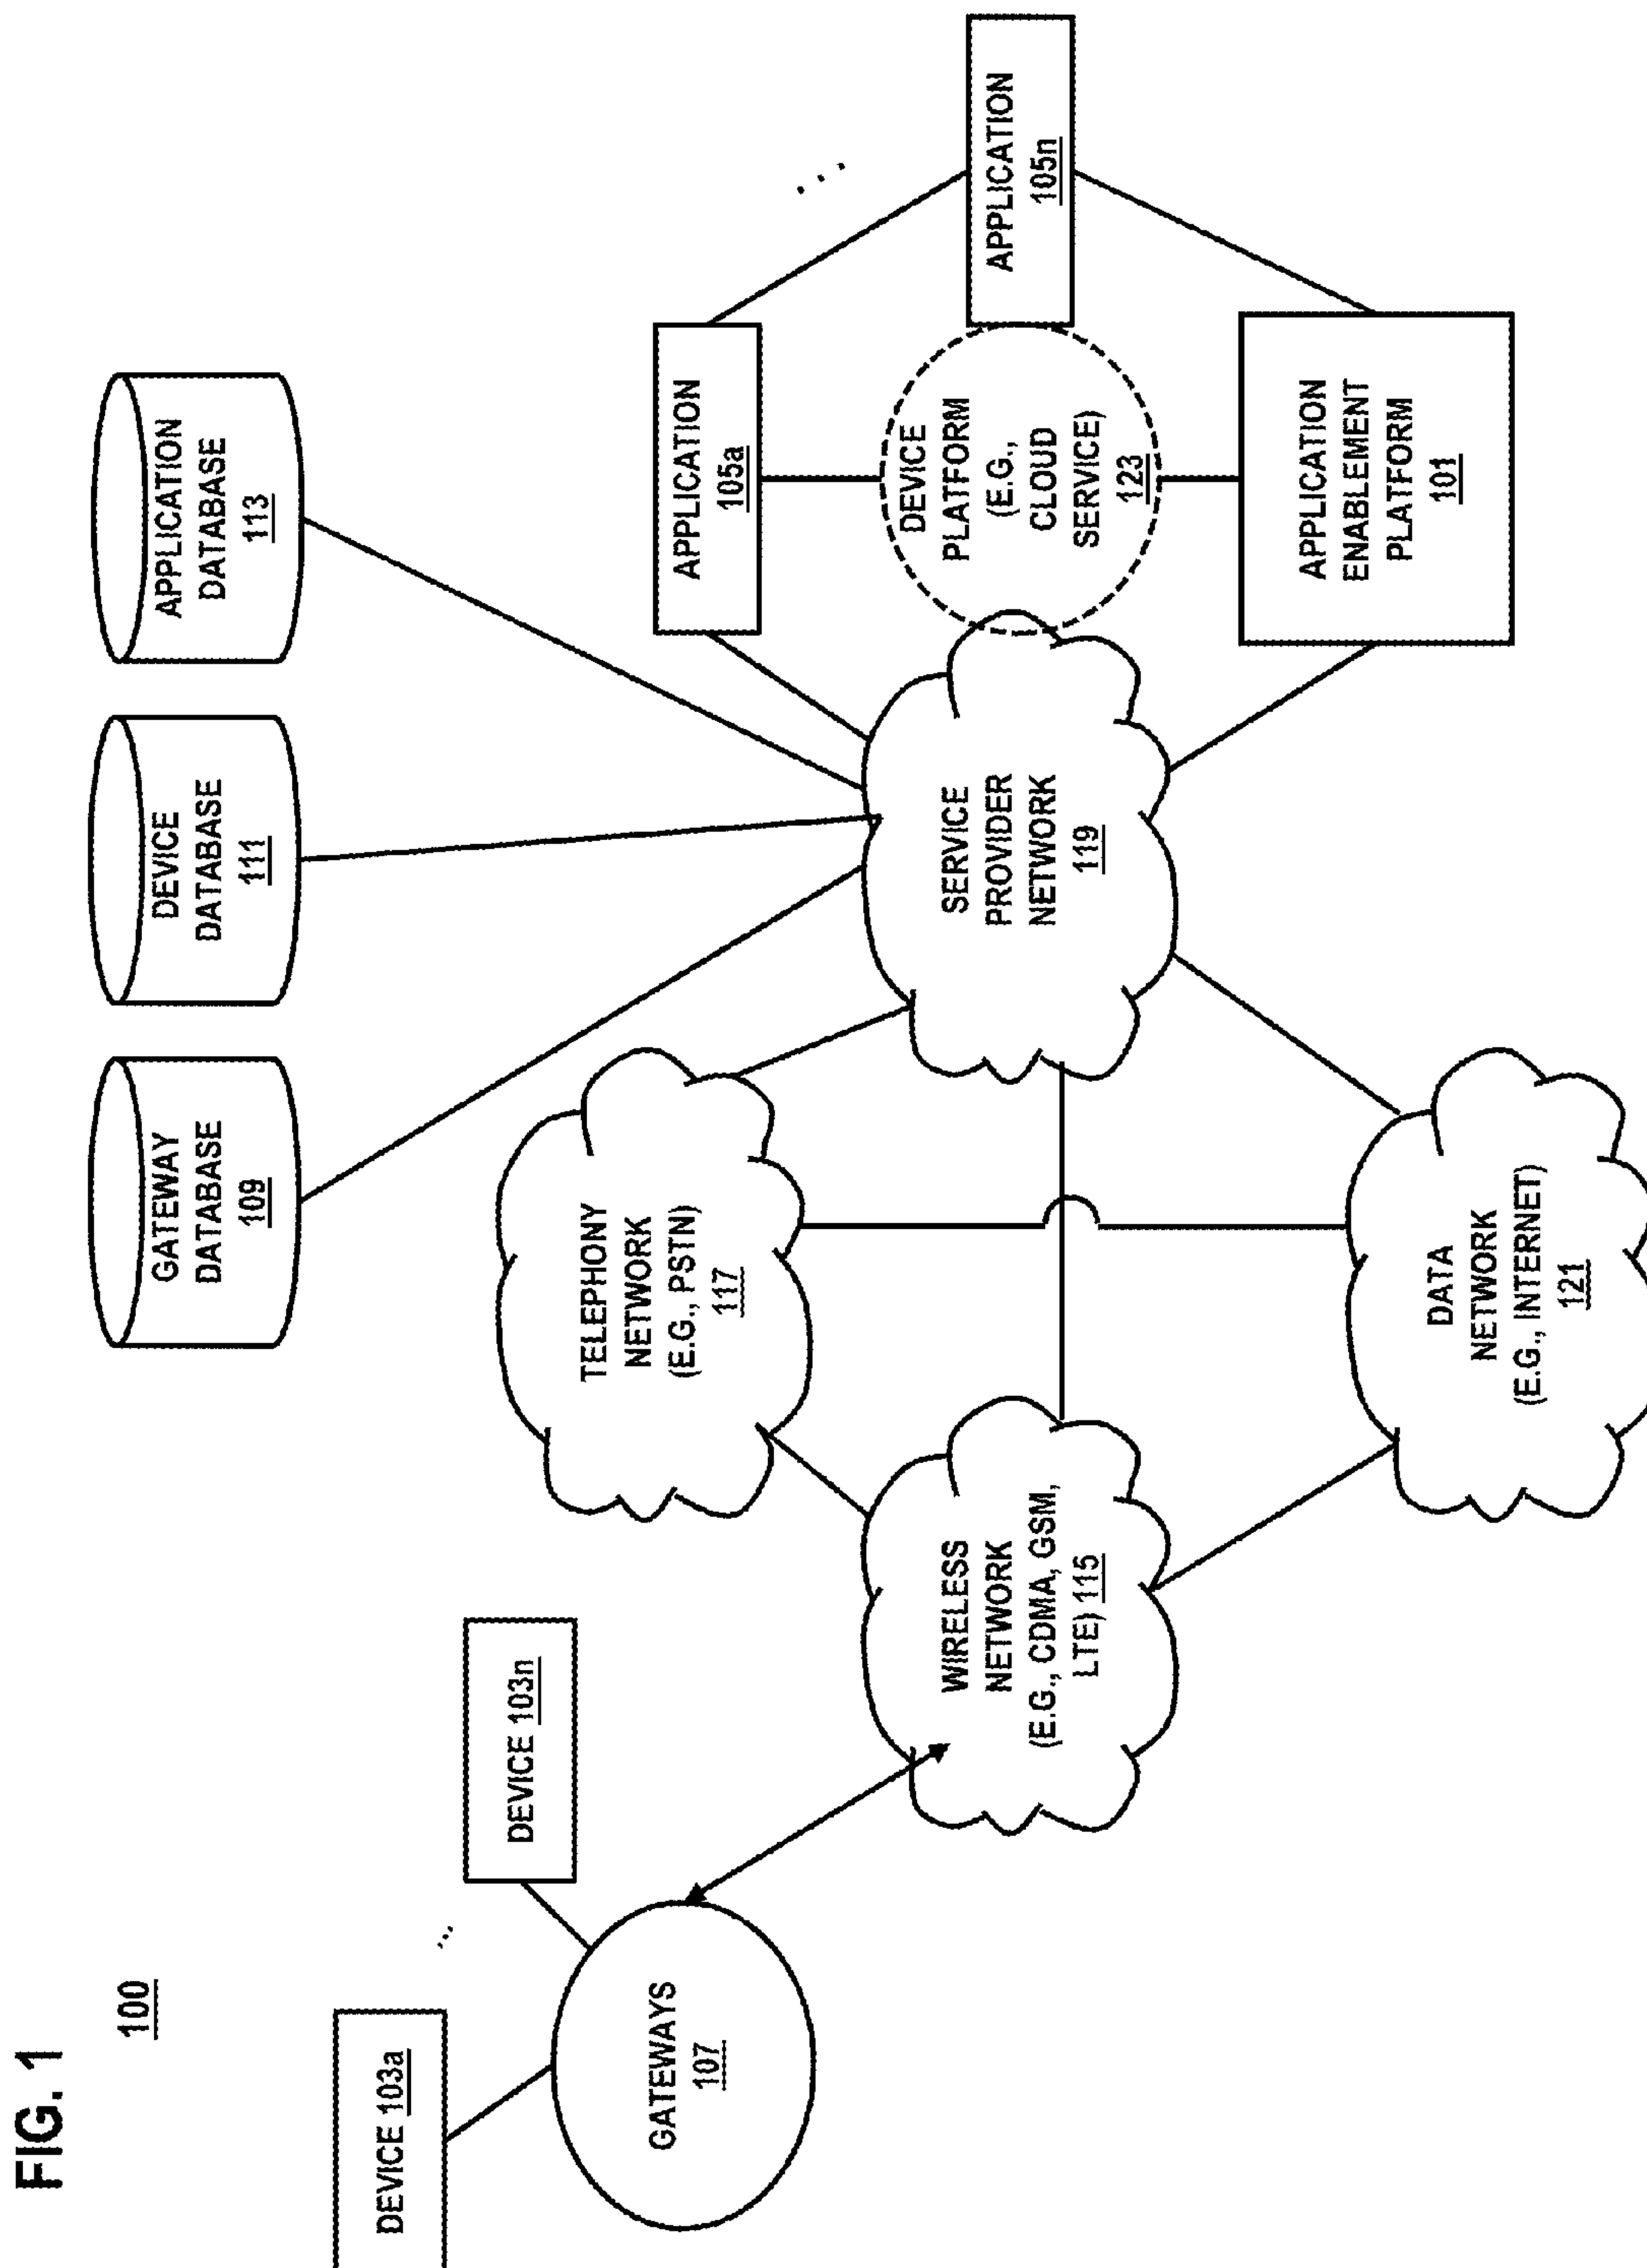 FIG. 1
100
DEVICE 103a
...
DEVICE 103n
GATEWAYS
107
GATEWAY
DATABASE
109
DEVICE
DATABASE
111
APPLICATION
DATABASE
113
TELEPHONY
NETWORK
(E.G., PSTN)
117
WIRELESS
NETWORK
(E.G., CDMA, GSM,
LTE) 115
SERVICE
PROVIDER
NETWORK
119
DATA
NETWORK
(E.G., INTERNET)
121
APPLICATION
105a
...
APPLICATION
105n
DEVICE
PLATFORM
(E.G.,
CLOUD
SERVICE)
123
APPLICATION
ENABLEMENT
PLATFORM
101